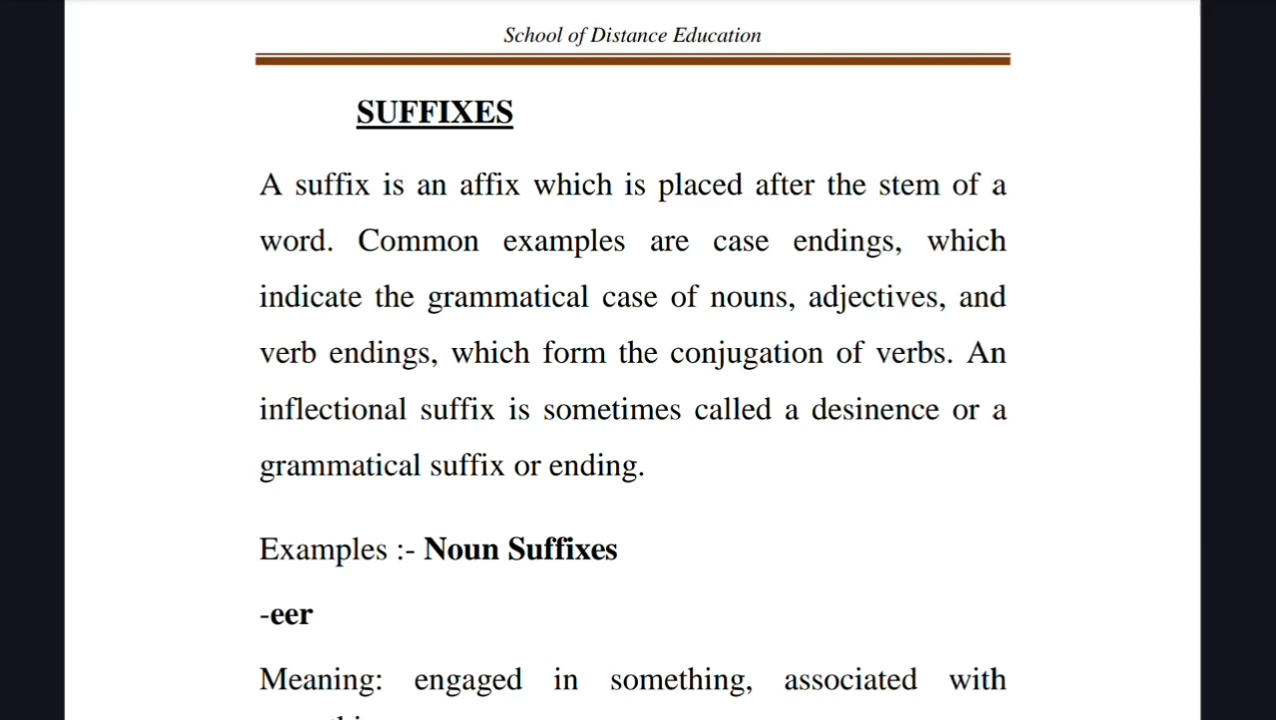 School of Distance Education
SUFFIXES
A suffix is an affix which is placed after the stem of a
word. Common examples are case endings, which
indicate the grammatical case of nouns, adjectives, and
verb endings, which form the conjugation of verbs. An
inflectional suffix is sometimes called a desinence or a
grammatical suffix or ending.
Examples :- Noun Suffixes
-eer
Meaning: engaged in something, associated with